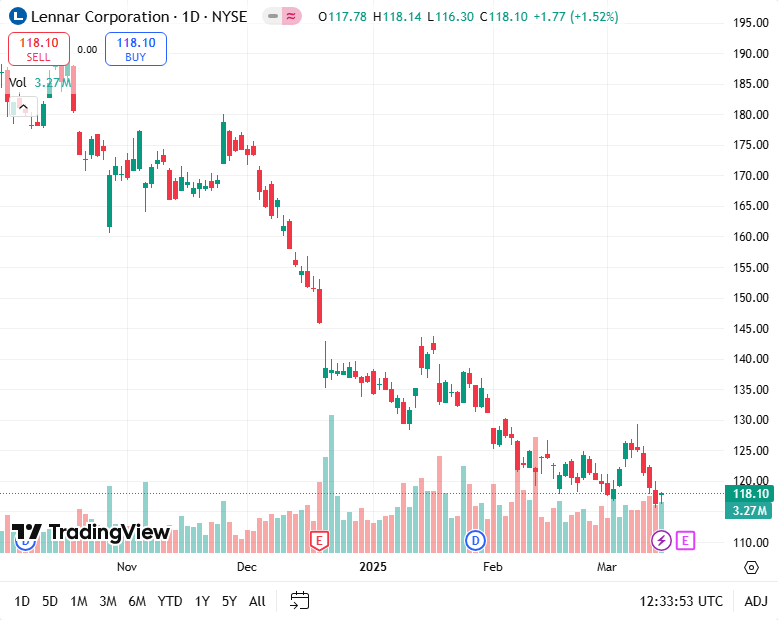 Lennar Corporation · 1D · NYSE O117.78 H118.14 L116.30 C118.10 +1.77 (+1.52%)
118.10 SELL 0.00 118.10 BUY
Vol 3.27M
195.00
190.00
185.00
180.00
175.00
170.00
165.00
160.00
155.00
150.00
145.00
140.00
135.00
130.00
125.00
120.00
118.10
3.27M
110.00
TradingView
D E D E
Nov Dec 2025 Feb Mar
1D 5D 1M 3M 6M YTD 1Y 5Y All 12:33:53 UTC ADJ